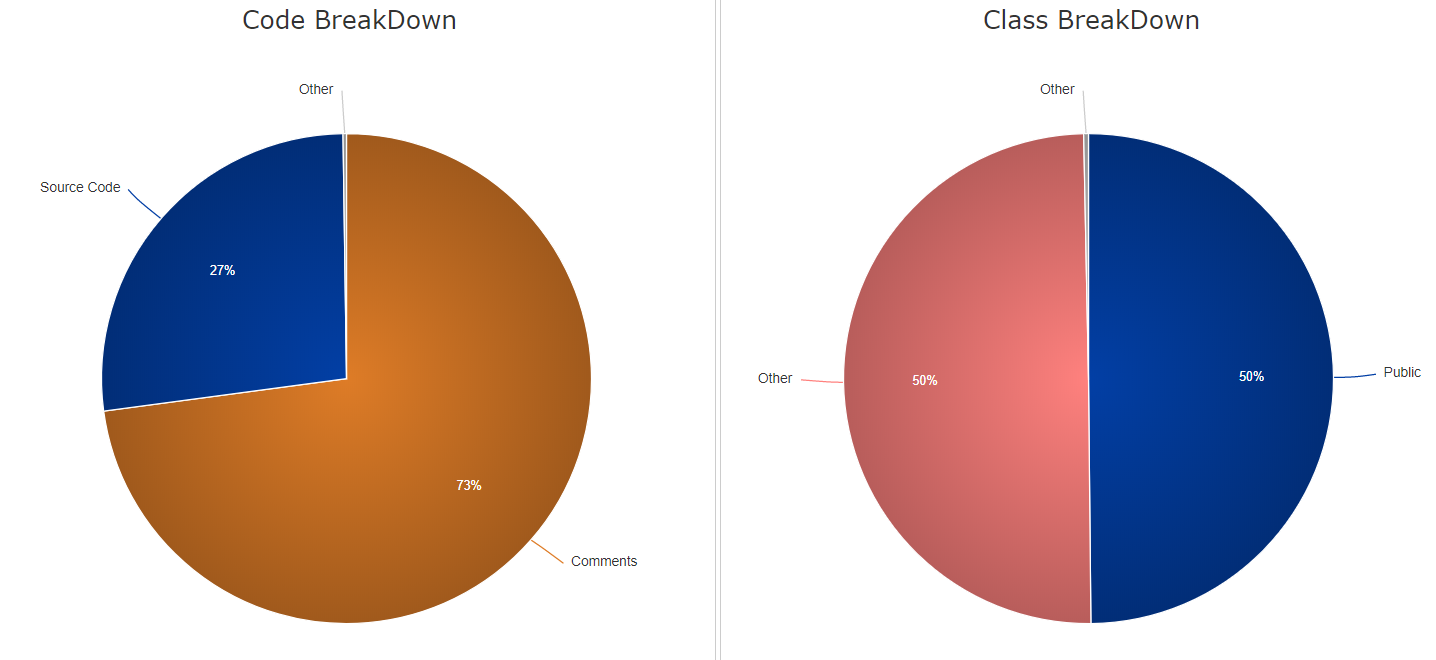 Code BreakDown
Other
Source Code
27%
73%
Comments
Class BreakDown
Other
Other
50%
50%
Public